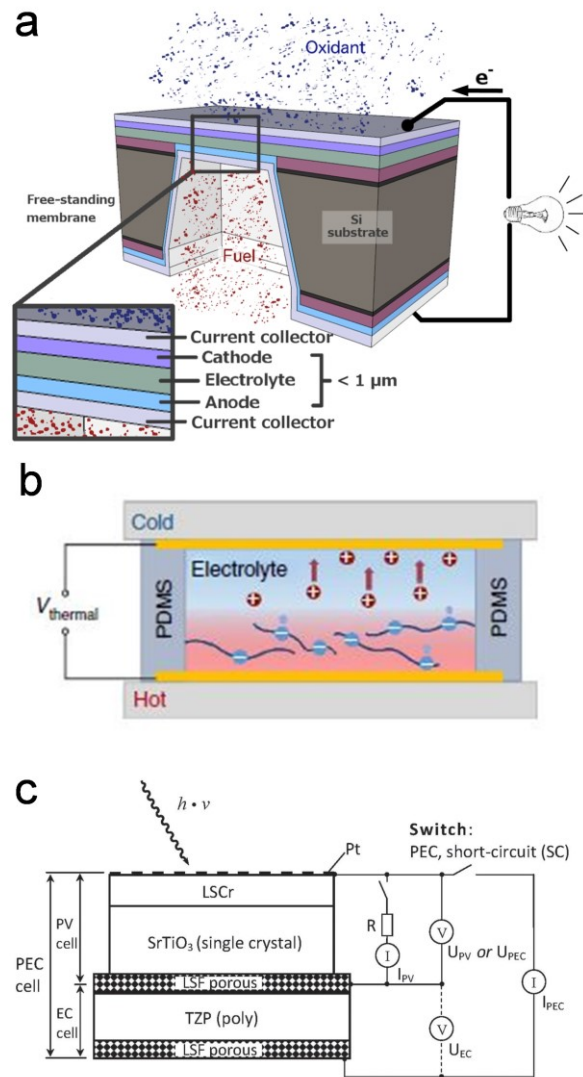 a
Oxidant
e-
Free-standing
membrane
Si
substrate
Fuel
Current collector
Cathode
Electrolyte
< 1 µm
Anode
Current collector
b
Cold
Electrolyte
PDMS
PDMS
Vthermal
Hot
c
h • ν
Switch:
PEC, short-circuit (SC)
Pt
LSCr
PV
cell
SrTiO3 (single crystal)
R
I
IPV
V
UPV or UPEC
PEC
cell
LSF porous
I
IPEC
EC
cell
TZP (poly)
V
UEC
LSF porous